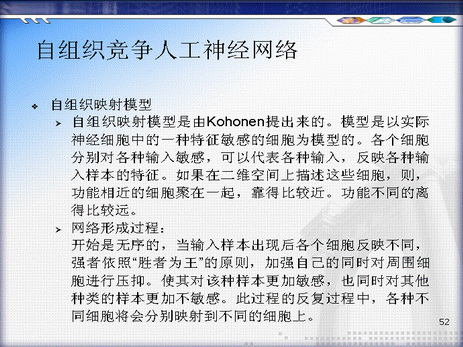 自组织竞争人工神经网络
自组织映射模型
自组织映射模型是由Kohonen提出来的。模型是以实际
神经细胞中的一种特征敏感的细胞为模型的。各个细胞
分别对各种输入敏感，可以代表各种输入，反映各种输
入样本的特征。如果在二维空间上描述这些细胞，则，
功能相近的细胞聚在一起，靠得比较近。功能不同的离
得比较远。
网络形成过程：
开始是无序的，当输入样本出现后各个细胞反映不同，
强者依照“胜者为王”的原则，加强自己的同时对周围细
胞进行压抑。使其对该种样本更加敏感，也同时对其他
种类的样本更加不敏感。此过程的反复过程中，各种不
同细胞将会分别映射到不同的细胞上。
52